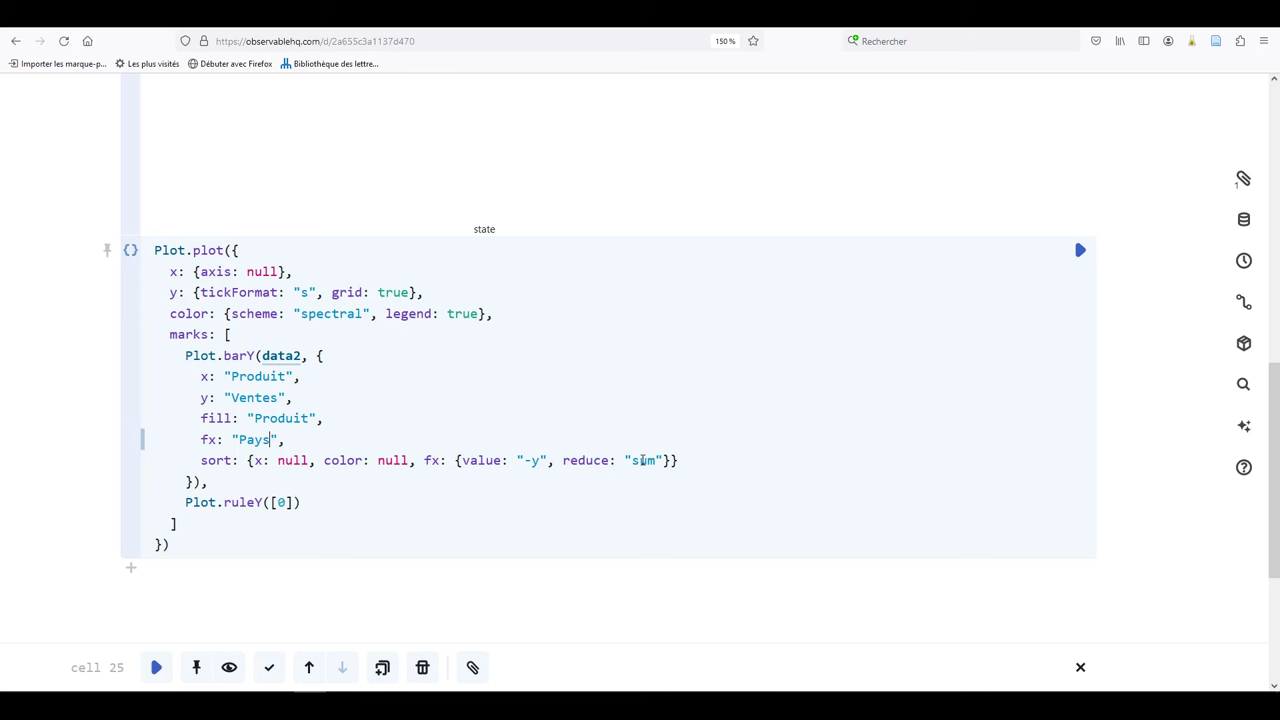 https://observablehq.com/d/2a655c3a1137d470
150 %
Rechercher
Importer les marque-p...
Les plus visités
Débuter avec Firefox
Bibliothèque des lettre...
1
state
Plot.plot({
x: {axis: null},
y: {tickFormat: "s", grid: true},
color: {scheme: "spectral", legend: true},
marks: [
Plot.barY(data2, {
x: "Produit",
y: "Ventes",
fill: "Produit",
fx: "Pays",
sort: {x: null, color: null, fx: {value: "-y", reduce: "sum"}}
}),
Plot.ruleY([0])
]
})
cell 25